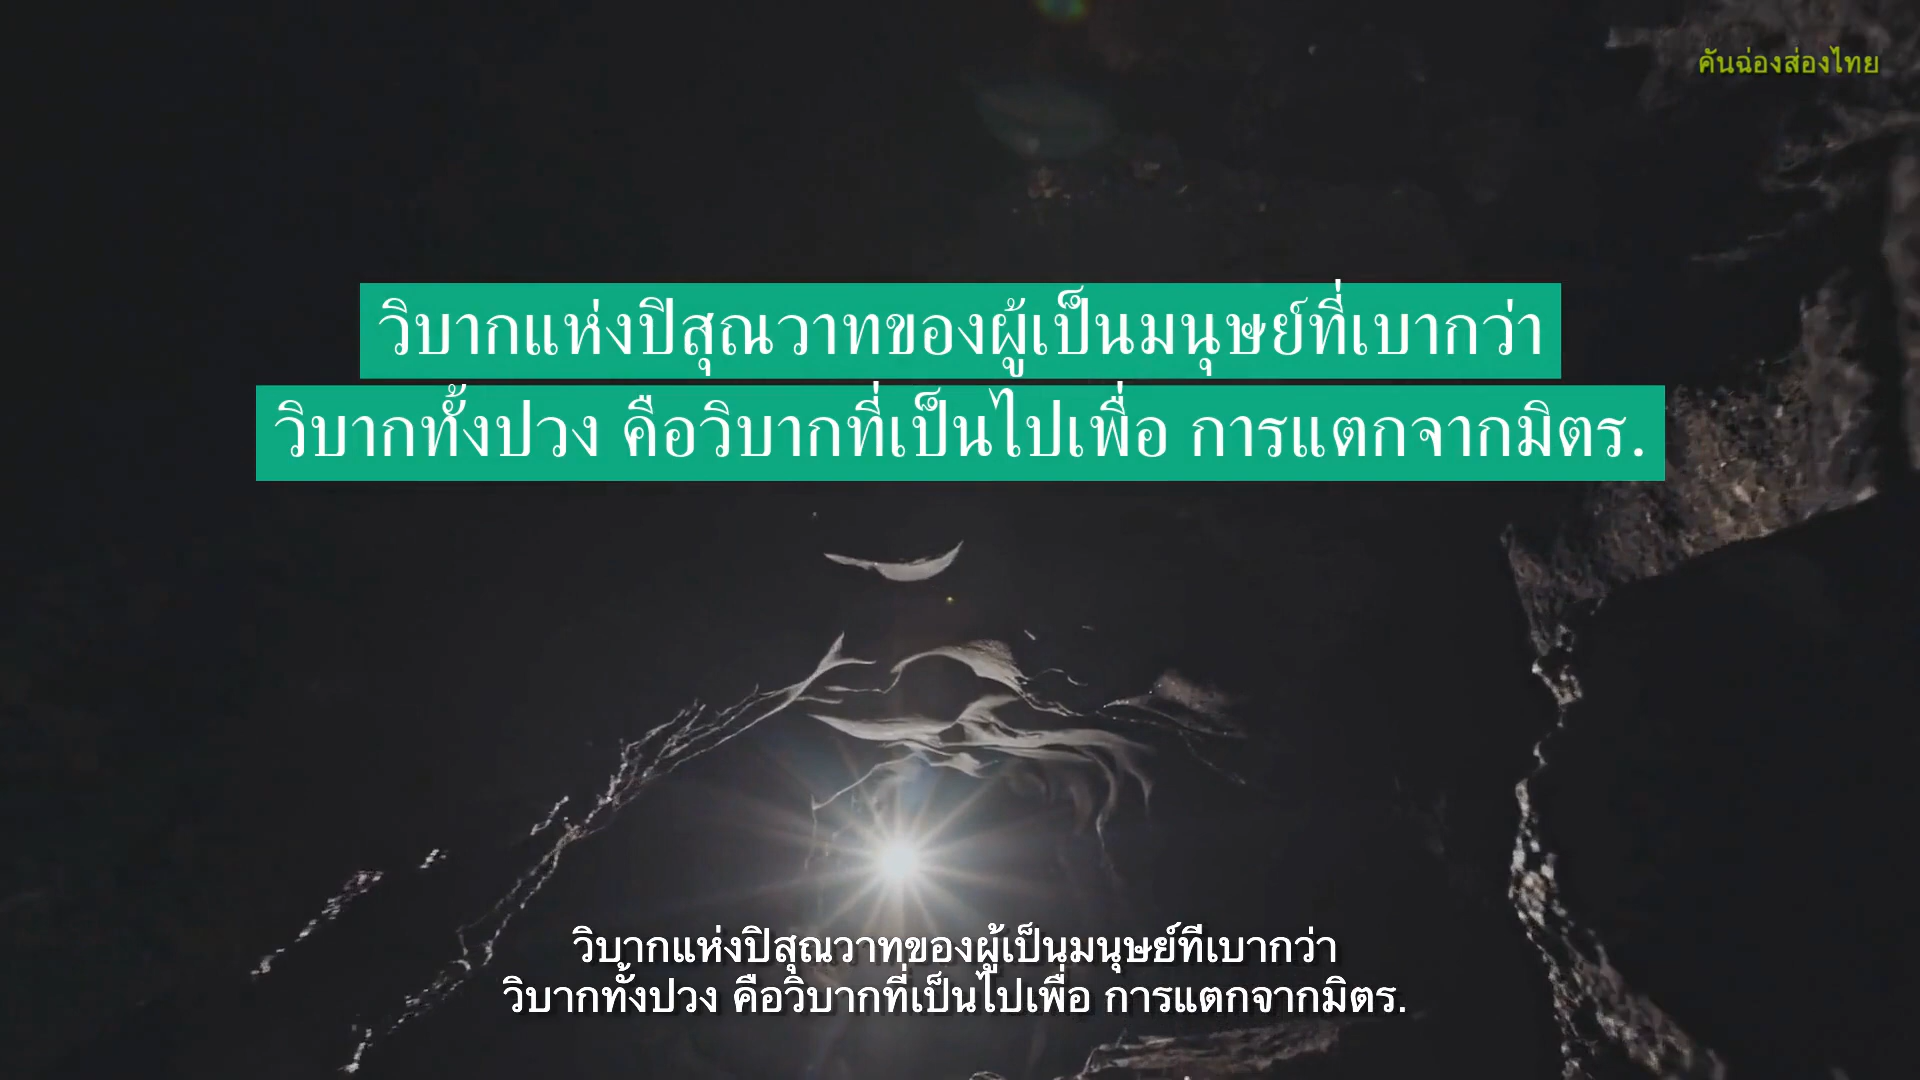 คันฉ่องส่องไทย
วิบากแห่งปิสุณวาทของผู้เป็นมนุษย์ที่เบากว่า
วิบากทั้งปวง คือวิบากที่เป็นไปเพื่อ การแตกจากมิตร.
วิบากแห่งปิสุณวาทของผู้เป็นมนุษย์ที่เบากว่า
วิบากทั้งปวง คือวิบากที่เป็นไปเพื่อ การแตกจากมิตร.